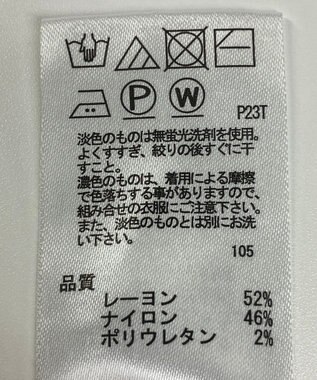 P
W
P23T
淡色のものは無蛍光洗剤を使用。
よくすすぎ、絞りの後すぐに干
すこと。
濃色のものは、着用による摩擦
で色落ちする事がありますので、
組み合せの衣服にご注意下さい。
また、淡色のものとは別にお洗
い下さい。
105
品質
レーヨン 52%
ナイロン 46%
ポリウレタン 2%